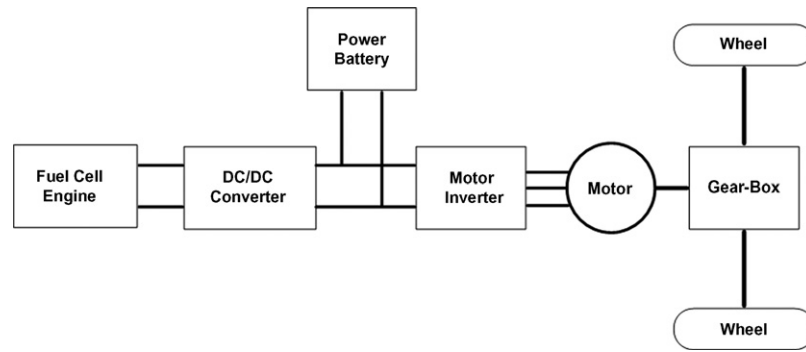 Power
Battery
Wheel
Fuel Cell
Engine
DC/DC
Converter
Motor
Inverter
Motor
Gear-Box
Wheel